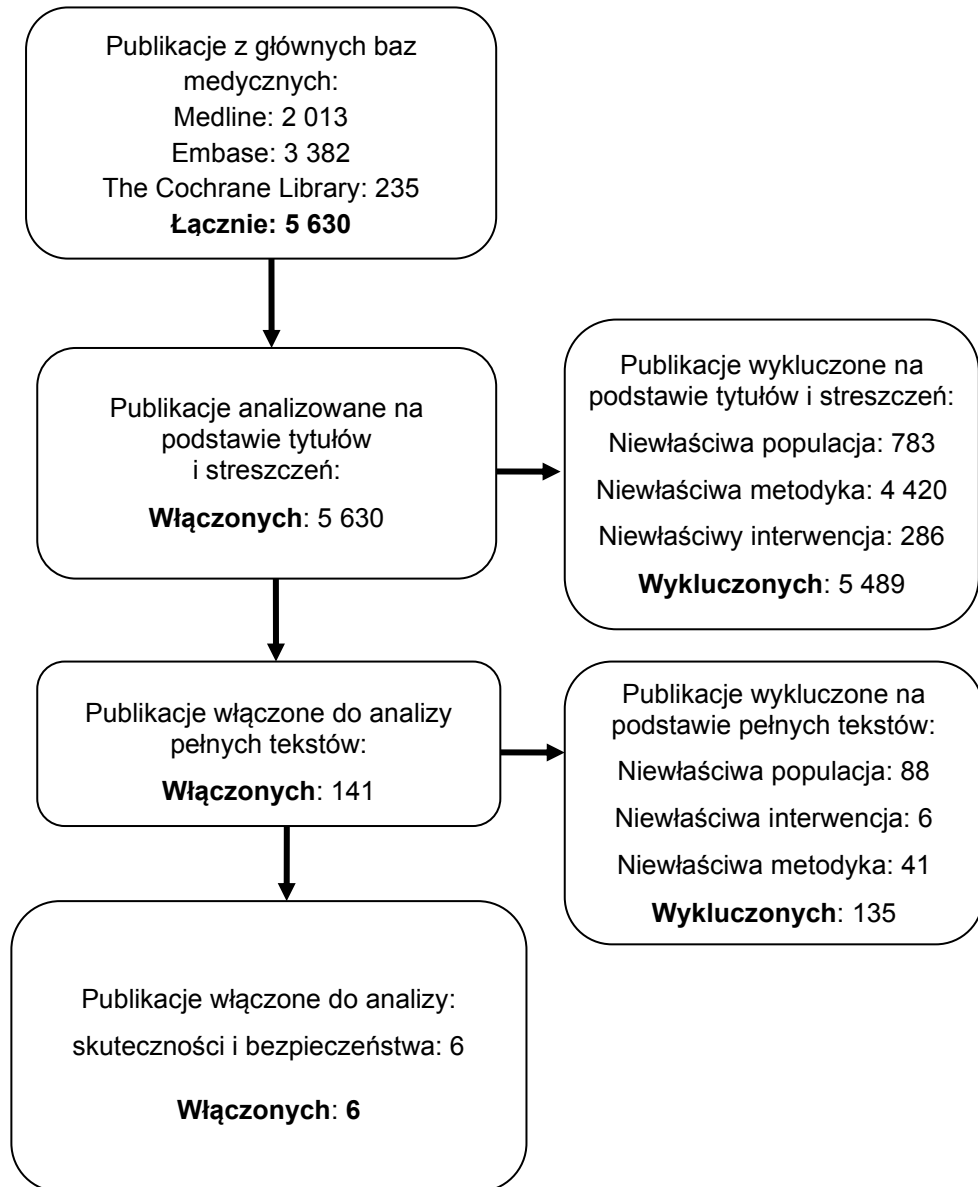 Publikacje z głównych baz
medycznych:
Medline: 2 013
Embase: 3 382
The Cochrane Library: 235
Łącznie: 5 630
Publikacje analizowane na
podstawie tytułów
i streszczeń:
Włączonych: 5 630
Publikacje wykluczone na
podstawie tytułów i streszczeń:
Niewłaściwa populacja: 783
Niewłaściwa metodyka: 4 420
Niewłaściwy interwencja: 286
Wykluczonych: 5 489
Publikacje włączone do analizy
pełnych tekstów:
Włączonych: 141
Publikacje wykluczone na
podstawie pełnych tekstów:
Niewłaściwa populacja: 88
Niewłaściwa interwencja: 6
Niewłaściwa metodyka: 41
Wykluczonych: 135
Publikacje włączone do analizy:
skuteczności i bezpieczeństwa: 6
Włączonych: 6